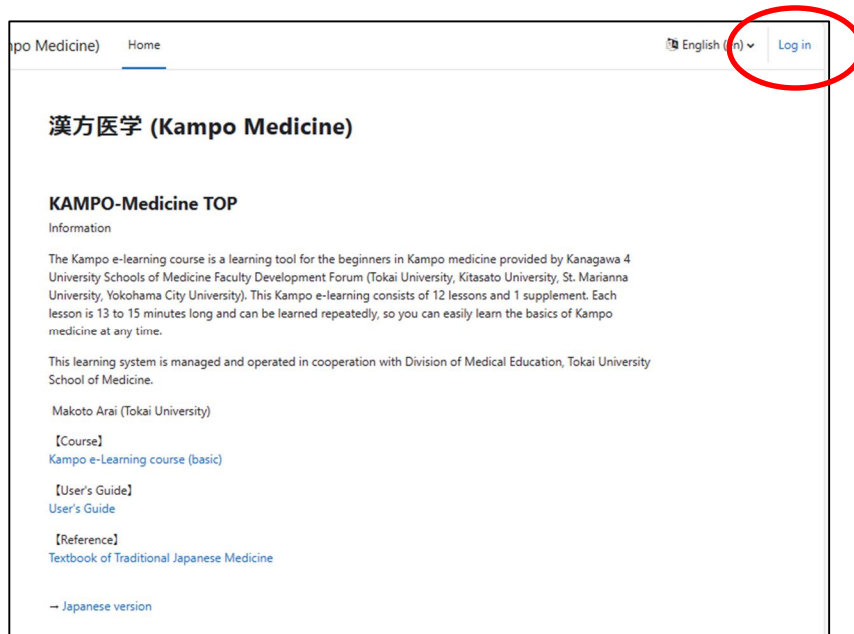 Medicine) Home English Log in
漢方医学 (Kampo Medicine)
KAMPO-Medicine TOP
Information
The Kampo e-learning course is a learning tool for the beginners in Kampo medicine provided by Kanagawa 4
University Schools of Medicine Faculty Development Forum (Tokai University, Kitasato University, St. Marianna
University, Yokohama City University). This Kampo e-learning consists of 12 lessons and 1 supplement. Each
lesson is 13 to 15 minutes long and can be learned repeatedly, so you can easily learn the basics of Kampo
medicine at any time.
This learning system is managed and operated in cooperation with Division of Medical Education, Tokai University
School of Medicine.
Makoto Arai (Tokai University)
【Course】
Kampo e-Learning course (basic)
【User's Guide】
User's Guide
【Reference】
Textbook of Traditional Japanese Medicine
→ Japanese version